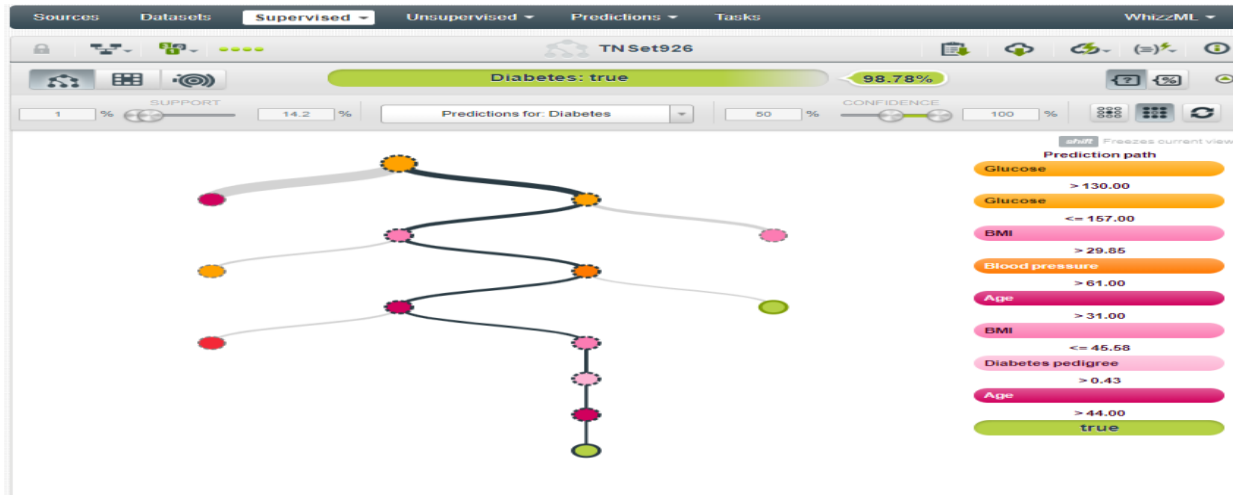 Sources Datasets Supervised Unsupervised Predictions Tasks WhizzML
TNSet926
Diabetes: true 98.78%
SUPPORT CONFIDENCE
1 % 14.2 % Predictions for: Diabetes 50 % 100 %
shift Freezes current view
Prediction path
Glucose
> 130.00
Glucose
<= 157.00
BMI
> 29.85
Blood pressure
> 61.00
Age
> 31.00
BMI
<= 45.58
Diabetes pedigree
> 0.43
Age
> 44.00
true